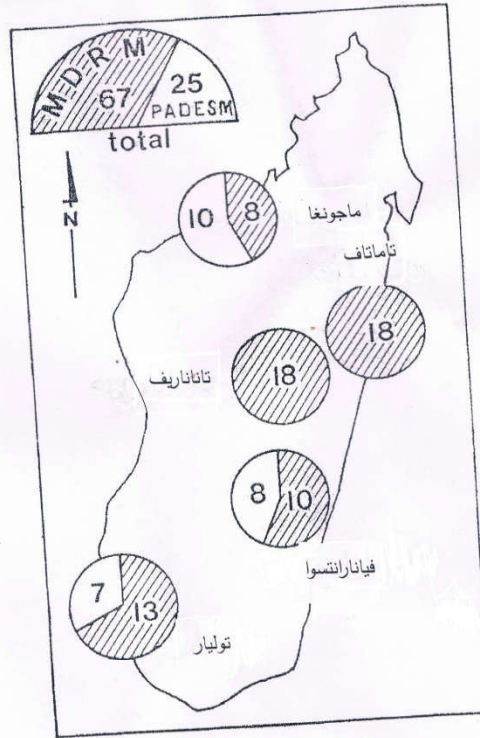 M D R M
67
25
PADESM
total
N
10
8
ماجونغا
تاماتاف
18
تاناناريف
18
8
10
فيانارانتسوا
7
13
توليار